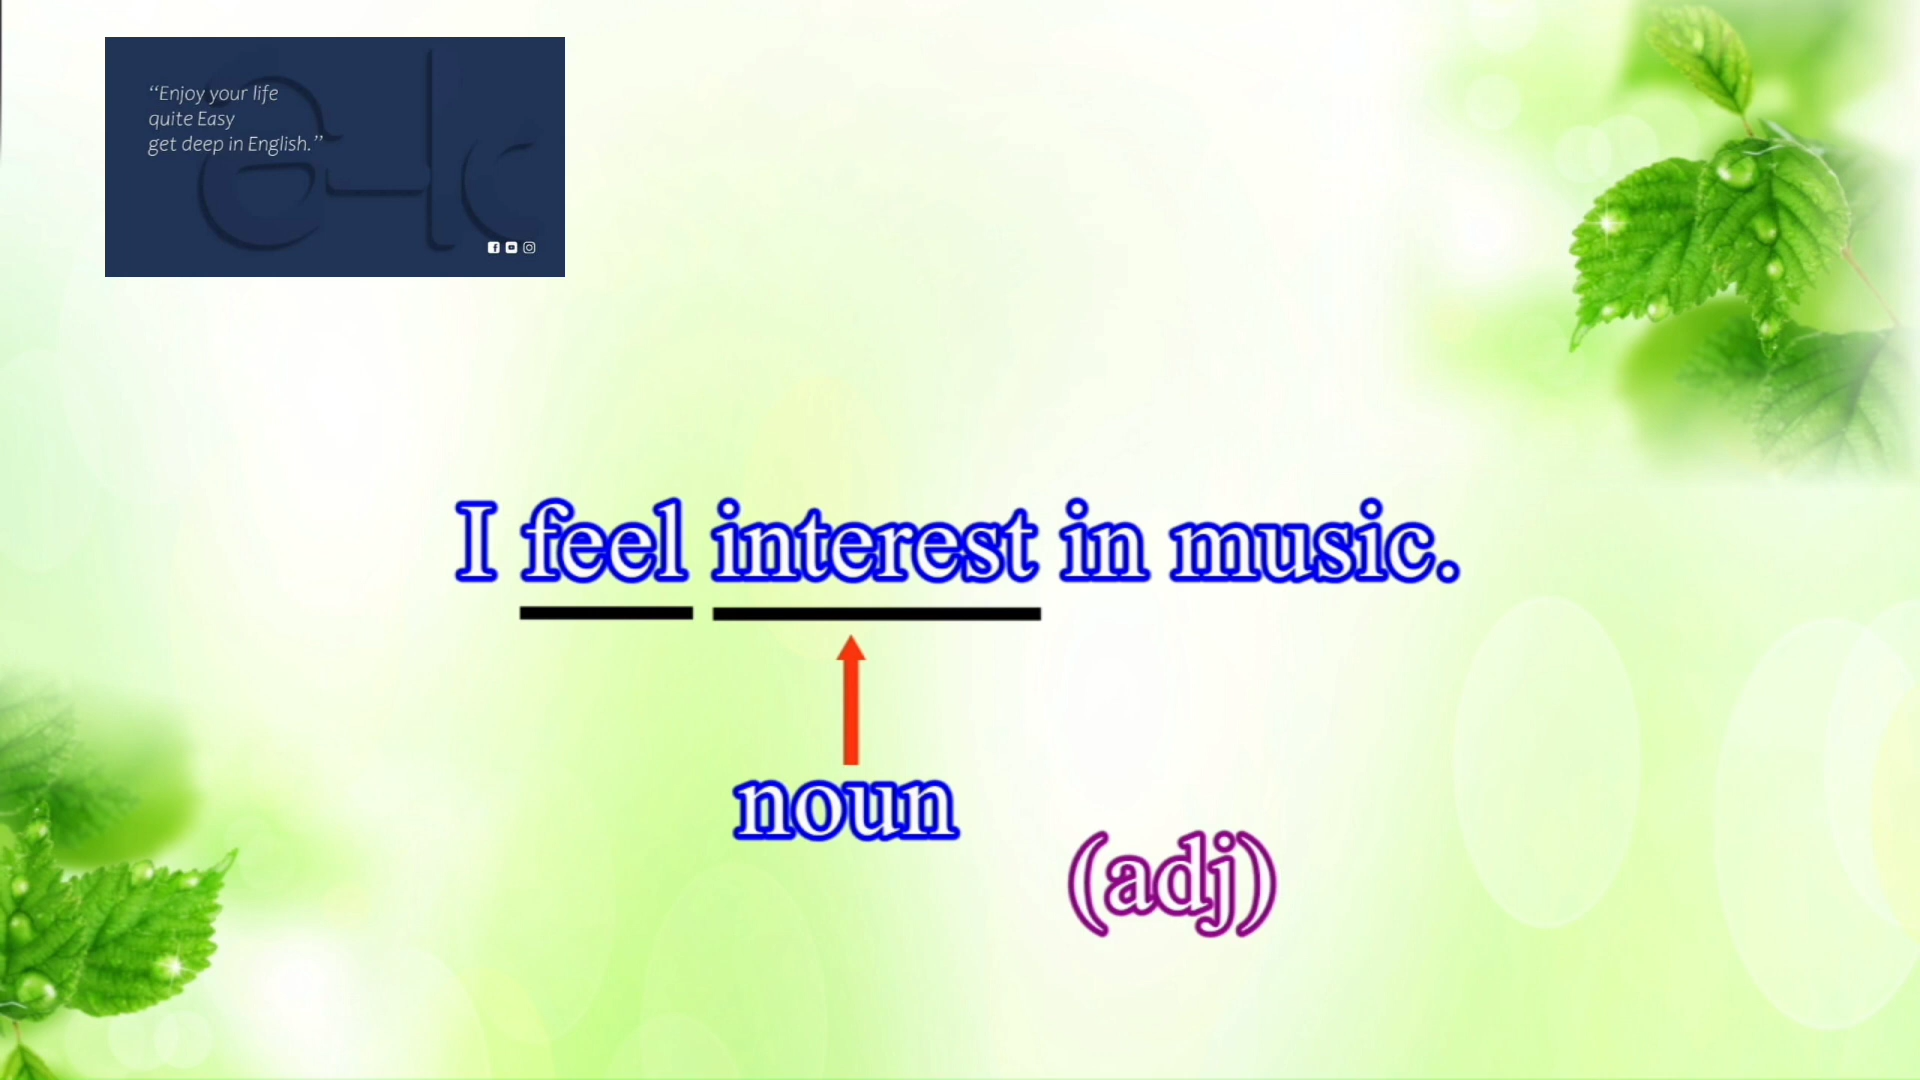 “Enjoy your life
quite Easy
get deep in English.”
I feel interest in music.
noun
(adj)